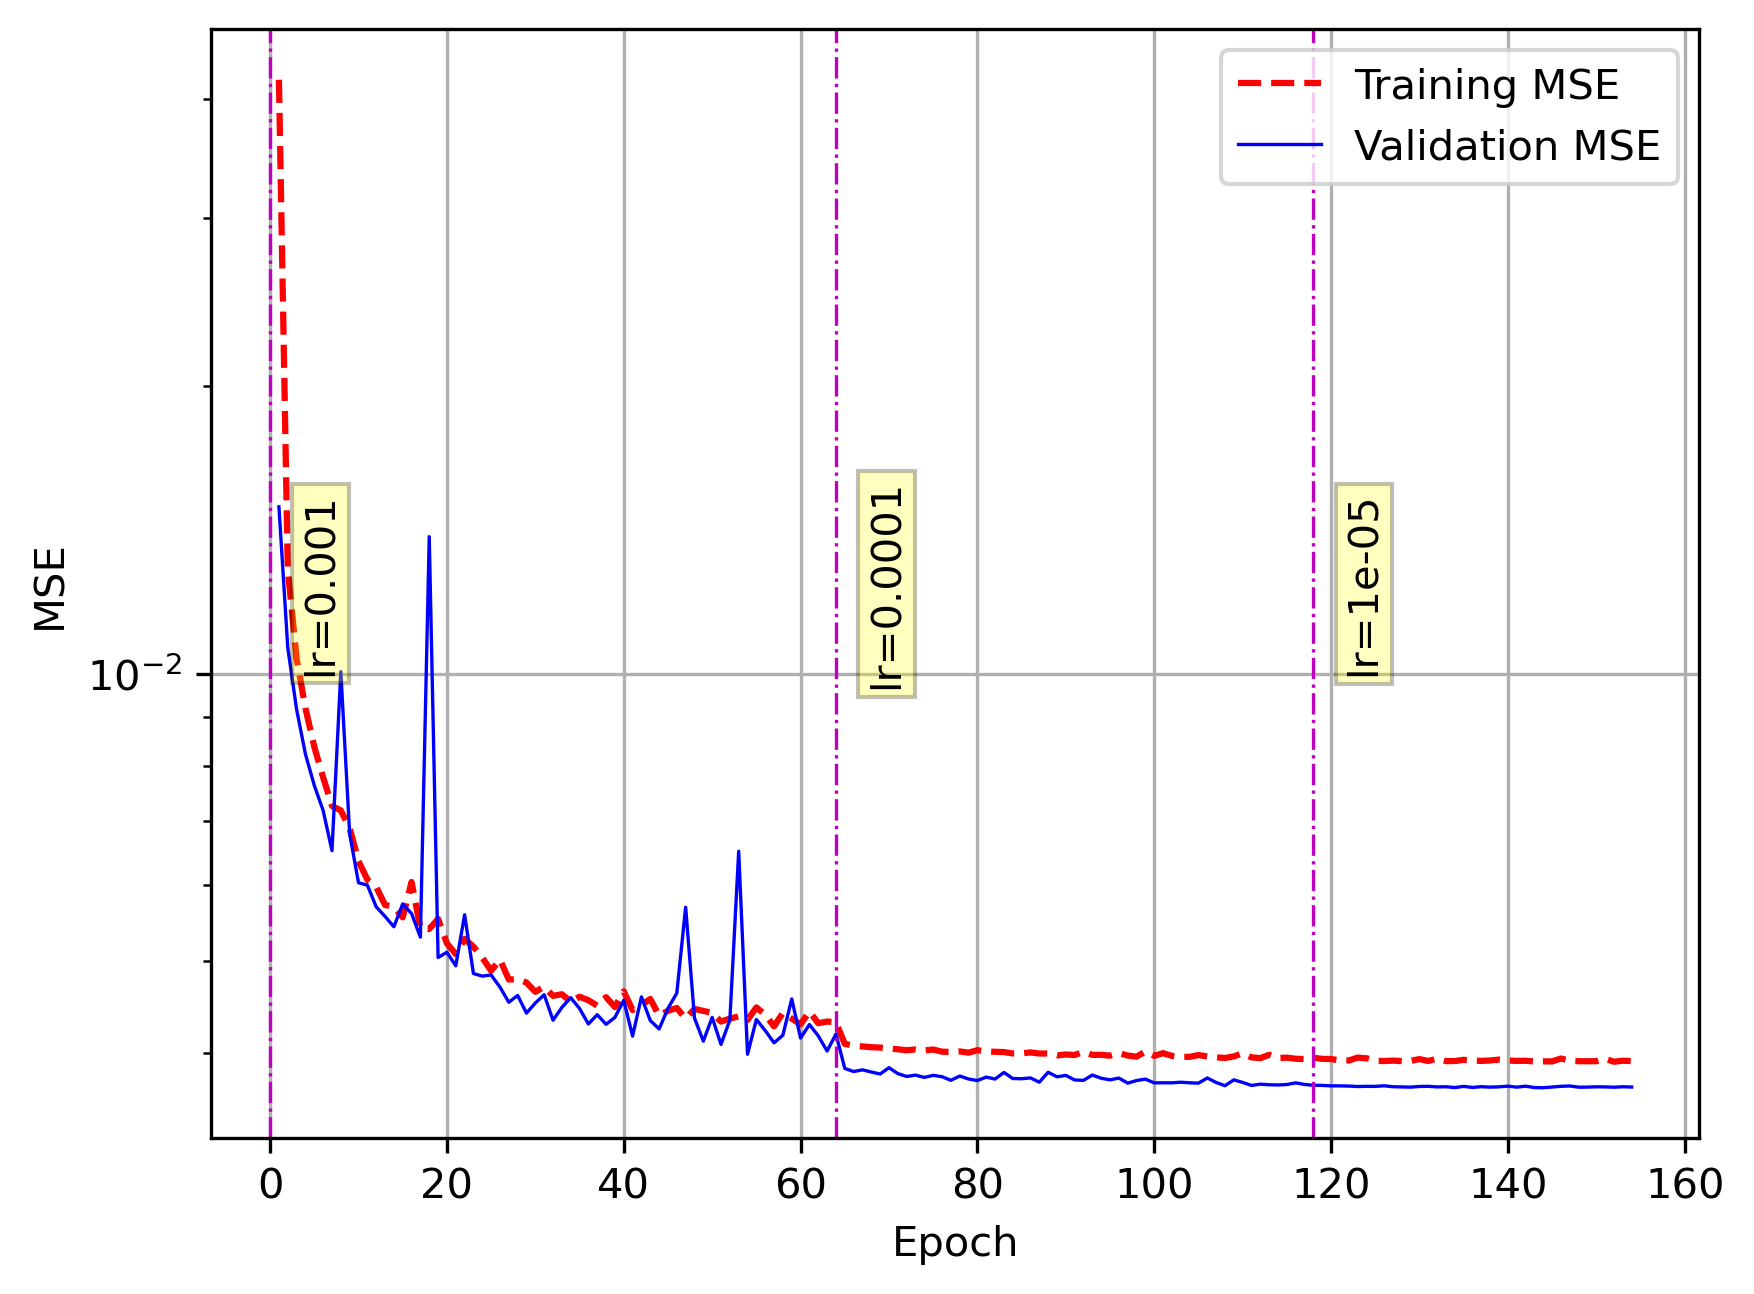 Training MSE
Validation MSE
MSE
10⁻²
lr=0.001
lr=0.0001
lr=1e-05
0 20 40 60 80 100 120 140 160
Epoch